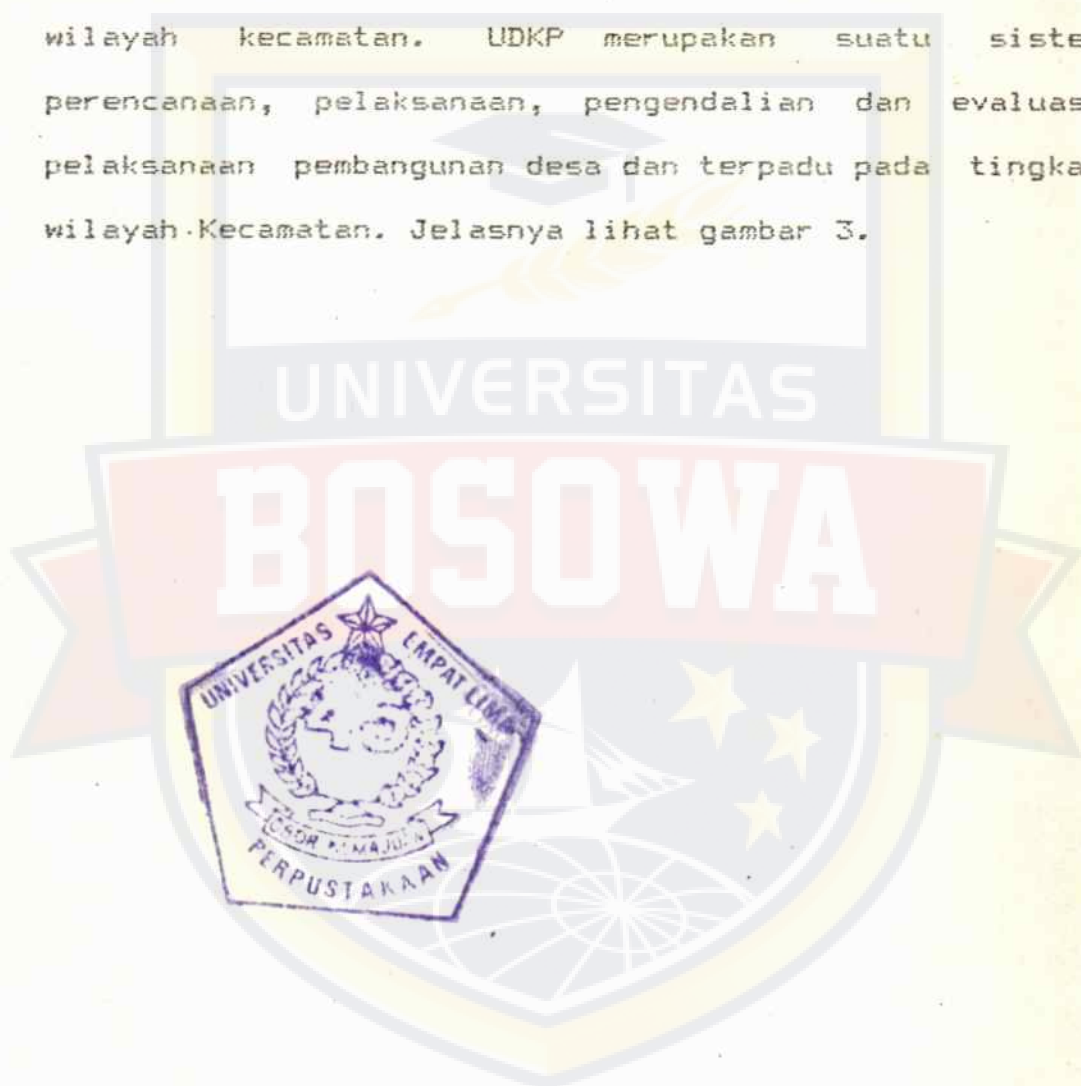 wilayah kecamatan. UDKP merupakan suatu siste
perencanaan, pelaksanaan, pengendalian dan evaluas
pelaksanaan pembangunan desa dan terpadu pada tingka
wilayah Kecamatan. Jelasnya lihat gambar 3.
UNIVERSITAS
BOSOWA
UNIVERSITAS EMPAT LIMA
PERPUSTAKAAN